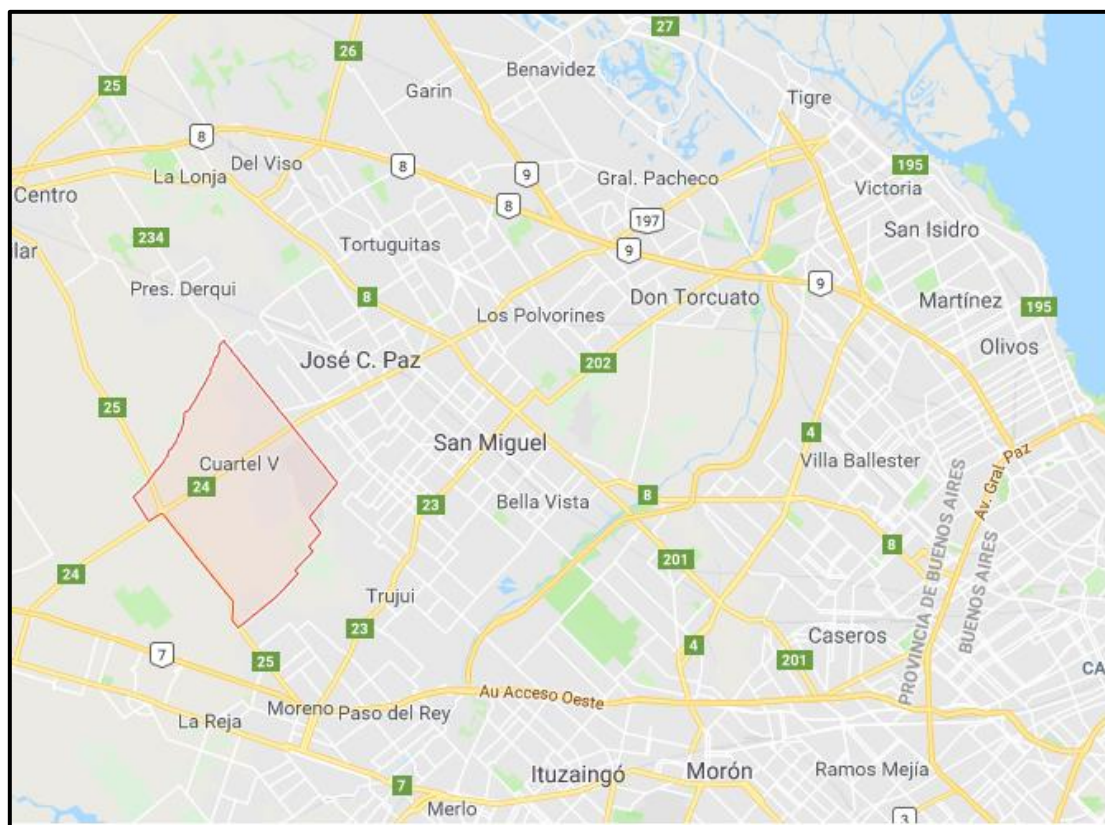 27
26
Benavidez
25
Garin
Tigre
8
Del Viso
8
9
195
La Lonja
Gral. Pacheco
Victoria
Centro
8
197
San Isidro
234
Tortuguitas
9
lar
9
Pres. Derqui
8
Don Torcuato
Martínez
195
Los Polvorines
Olivos
José C. Paz
202
25
4
San Miguel
Cuartel V
Villa Ballester
24
Bella Vista
8
23
Av. Gral. Paz
8
201
24
PROVINCIA DE BUENOS AIRES
BUENOS AIRES
Trujui
23
Caseros
7
4
25
201
CA
Au Acceso Oeste
Moreno
Paso del Rey
La Reja
Ituzaingó
Morón
Ramos Mejía
7
Merlo
3